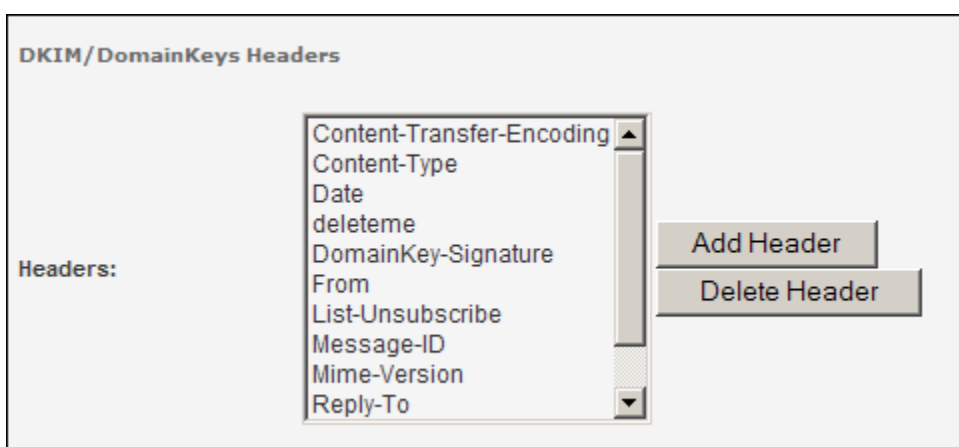 DKIM/DomainKeys Headers
Headers:
Content-Transfer-Encoding
Content-Type
Date
deleteme
DomainKey-Signature
From
List-Unsubscribe
Message-ID
Mime-Version
Reply-To
Add Header
Delete Header